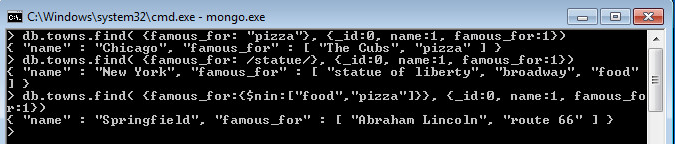 C:\Windows\system32\cmd.exe - mongo.exe
> db.towns.find( {famous_for: "pizza"}, {_id:0, name:1, famous_for:1})
{ "name" : "Chicago", "famous_for" : [ "The Cubs", "pizza" ] }
> db.towns.find( {famous_for: /statue/}, {_id:0, name:1, famous_for:1})
{ "name" : "New York", "famous_for" : [ "statue of liberty", "broadway", "food"
] }
> db.towns.find( {famous_for:{$nin:["food","pizza"]}}, {_id:0, name:1, famous_fo
r:1})
{ "name" : "Springfield", "famous_for" : [ "Abraham Lincoln", "route 66" ] }
>